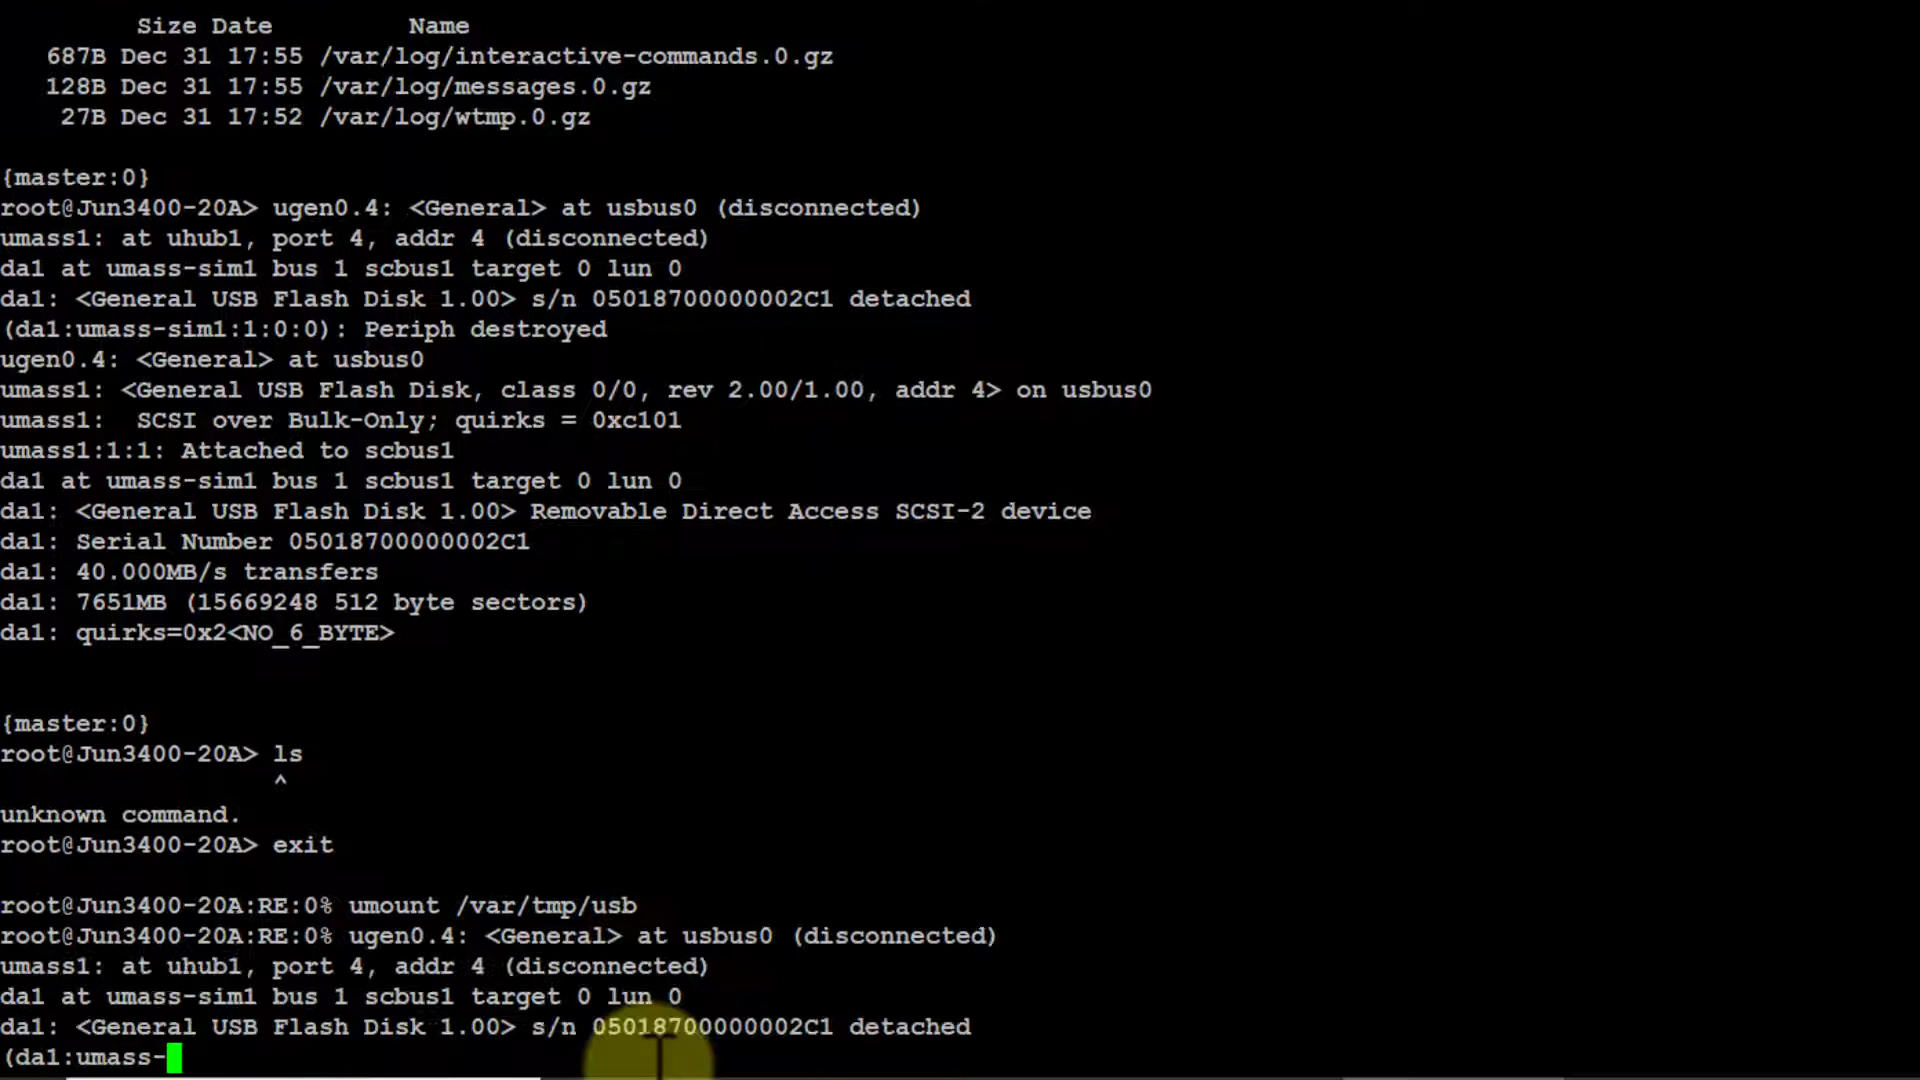 Size Date         Name
687B Dec 31 17:55 /var/log/interactive-commands.0.gz
128B Dec 31 17:55 /var/log/messages.0.gz
27B Dec 31 17:52 /var/log/wtmp.0.gz
{master:0}
root@Jun3400-20A> ugen0.4: <General> at usbus0 (disconnected)
umass1: at uhub1, port 4, addr 4 (disconnected)
da1 at umass-sim1 bus 1 scbus1 target 0 lun 0
da1: <General USB Flash Disk 1.00> s/n 05018700000002C1 detached
(da1:umass-sim1:1:0:0): Periph destroyed
ugen0.4: <General> at usbus0
umass1: <General USB Flash Disk, class 0/0, rev 2.00/1.00, addr 4> on usbus0
umass1:  SCSI over Bulk-Only; quirks = 0xc101
umass1:1:1: Attached to scbus1
da1 at umass-sim1 bus 1 scbus1 target 0 lun 0
da1: <General USB Flash Disk 1.00> Removable Direct Access SCSI-2 device
da1: Serial Number 05018700000002C1
da1: 40.000MB/s transfers
da1: 7651MB (15669248 512 byte sectors)
da1: quirks=0x2<NO_6_BYTE>
{master:0}
root@Jun3400-20A> ls
^
unknown command.
root@Jun3400-20A> exit
root@Jun3400-20A:RE:0% umount /var/tmp/usb
root@Jun3400-20A:RE:0% ugen0.4: <General> at usbus0 (disconnected)
umass1: at uhub1, port 4, addr 4 (disconnected)
da1 at umass-sim1 bus 1 scbus1 target 0 lun 0
da1: <General USB Flash Disk 1.00> s/n 05018700000002C1 detached
(da1:umass-